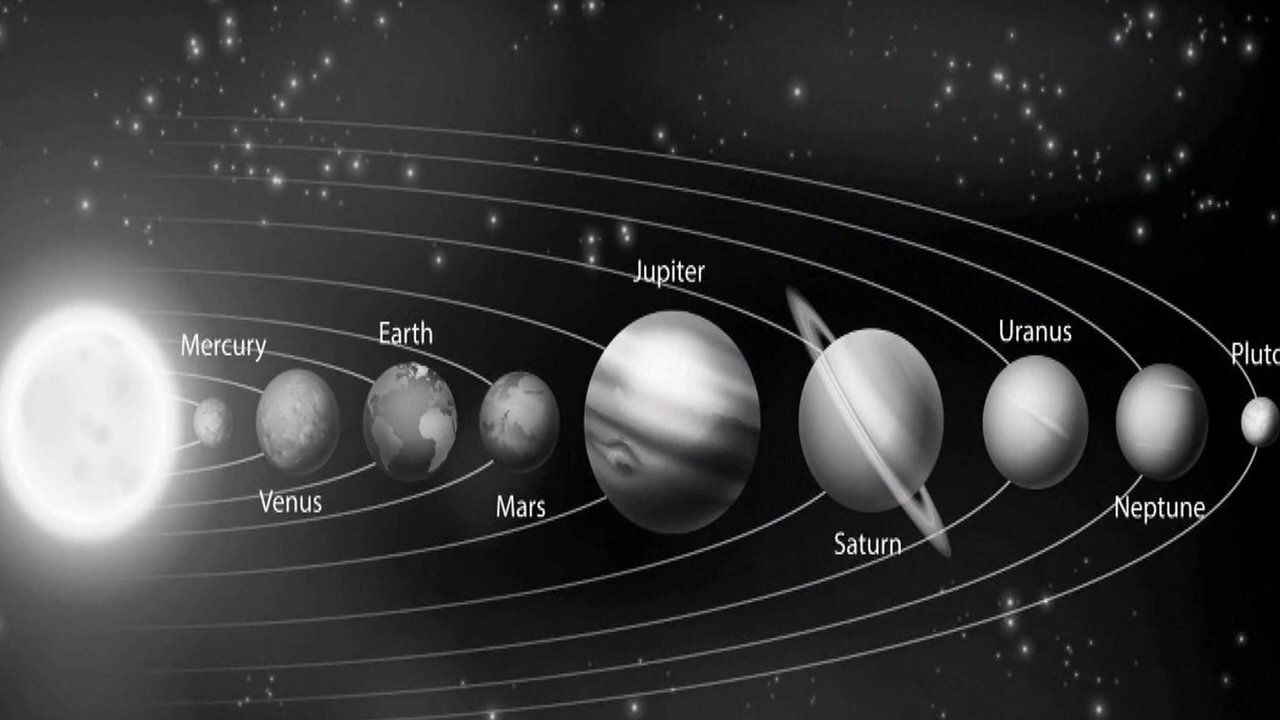 Mercury
Venus
Earth
Mars
Jupiter
Saturn
Uranus
Neptune
Pluto